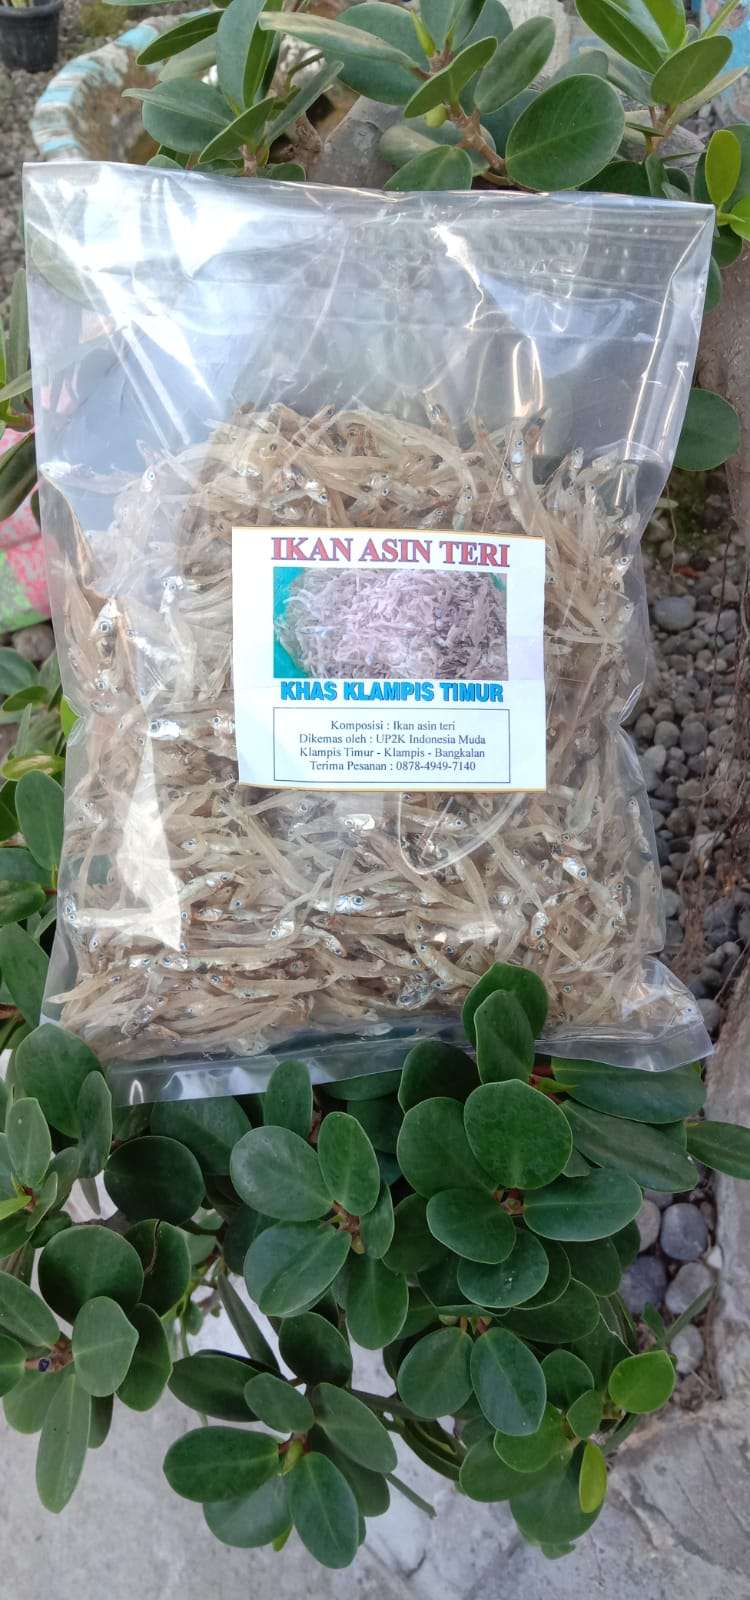 IKAN ASIN TERI
KHAS KLAMPIS TIMUR
Komposisi : Ikan asin teri
Dikemas oleh : UP2K Indonesia Muda
Klampis Timur - Klampis - Bangkalan
Terima Pesanan : 0878-4949-7140